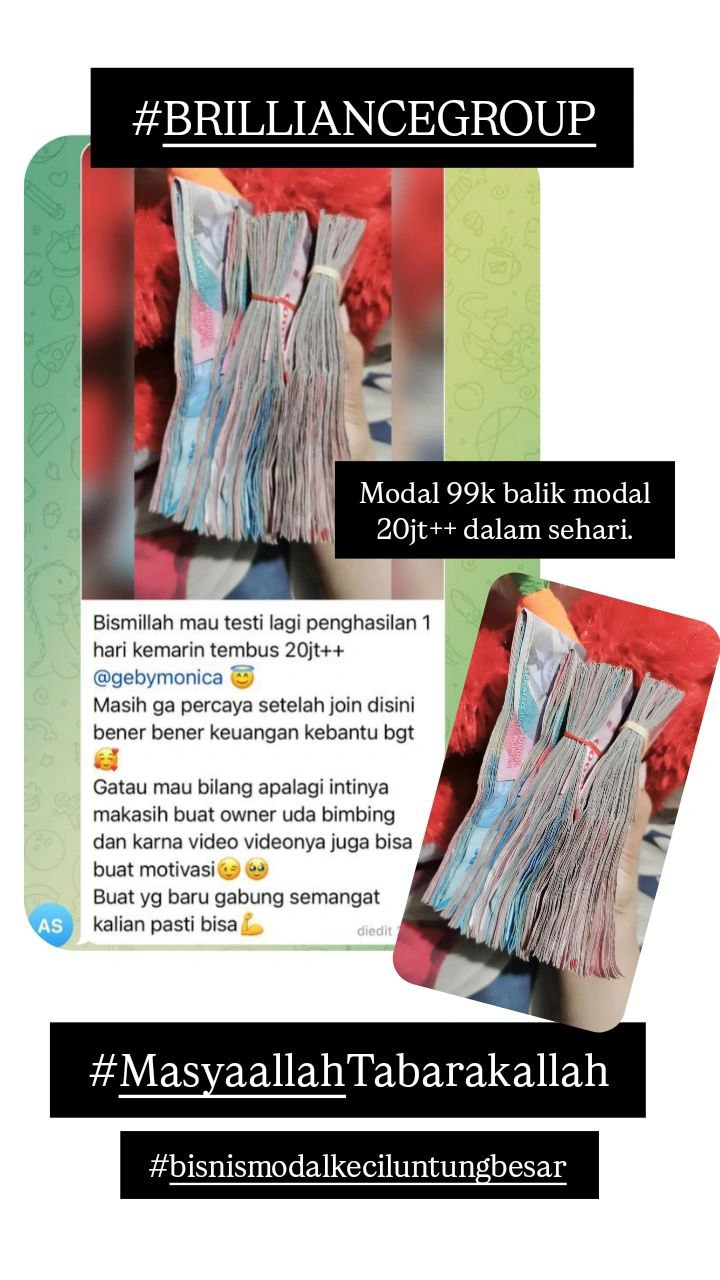 #BRILLIANCEGROUP
Modal 99k balik modal
20jt++ dalam sehari.
Bismillah mau testi lagi penghasilan 1
hari kemarin tembus 20jt++
@gebymonica 😇
Masih ga percaya setelah join disini
bener bener keuangan kebantu bgt
🥰
Gatau mau bilang apalagi intinya
makasih buat owner uda bimbing
dan karna video videonya juga bisa
buat motivasi😉🥹
Buat yg baru gabung semangat
kalian pasti bisa💪
diedit
AS
#MasyaallahTabarakallah
#bisnismodalkeciluntungbesar